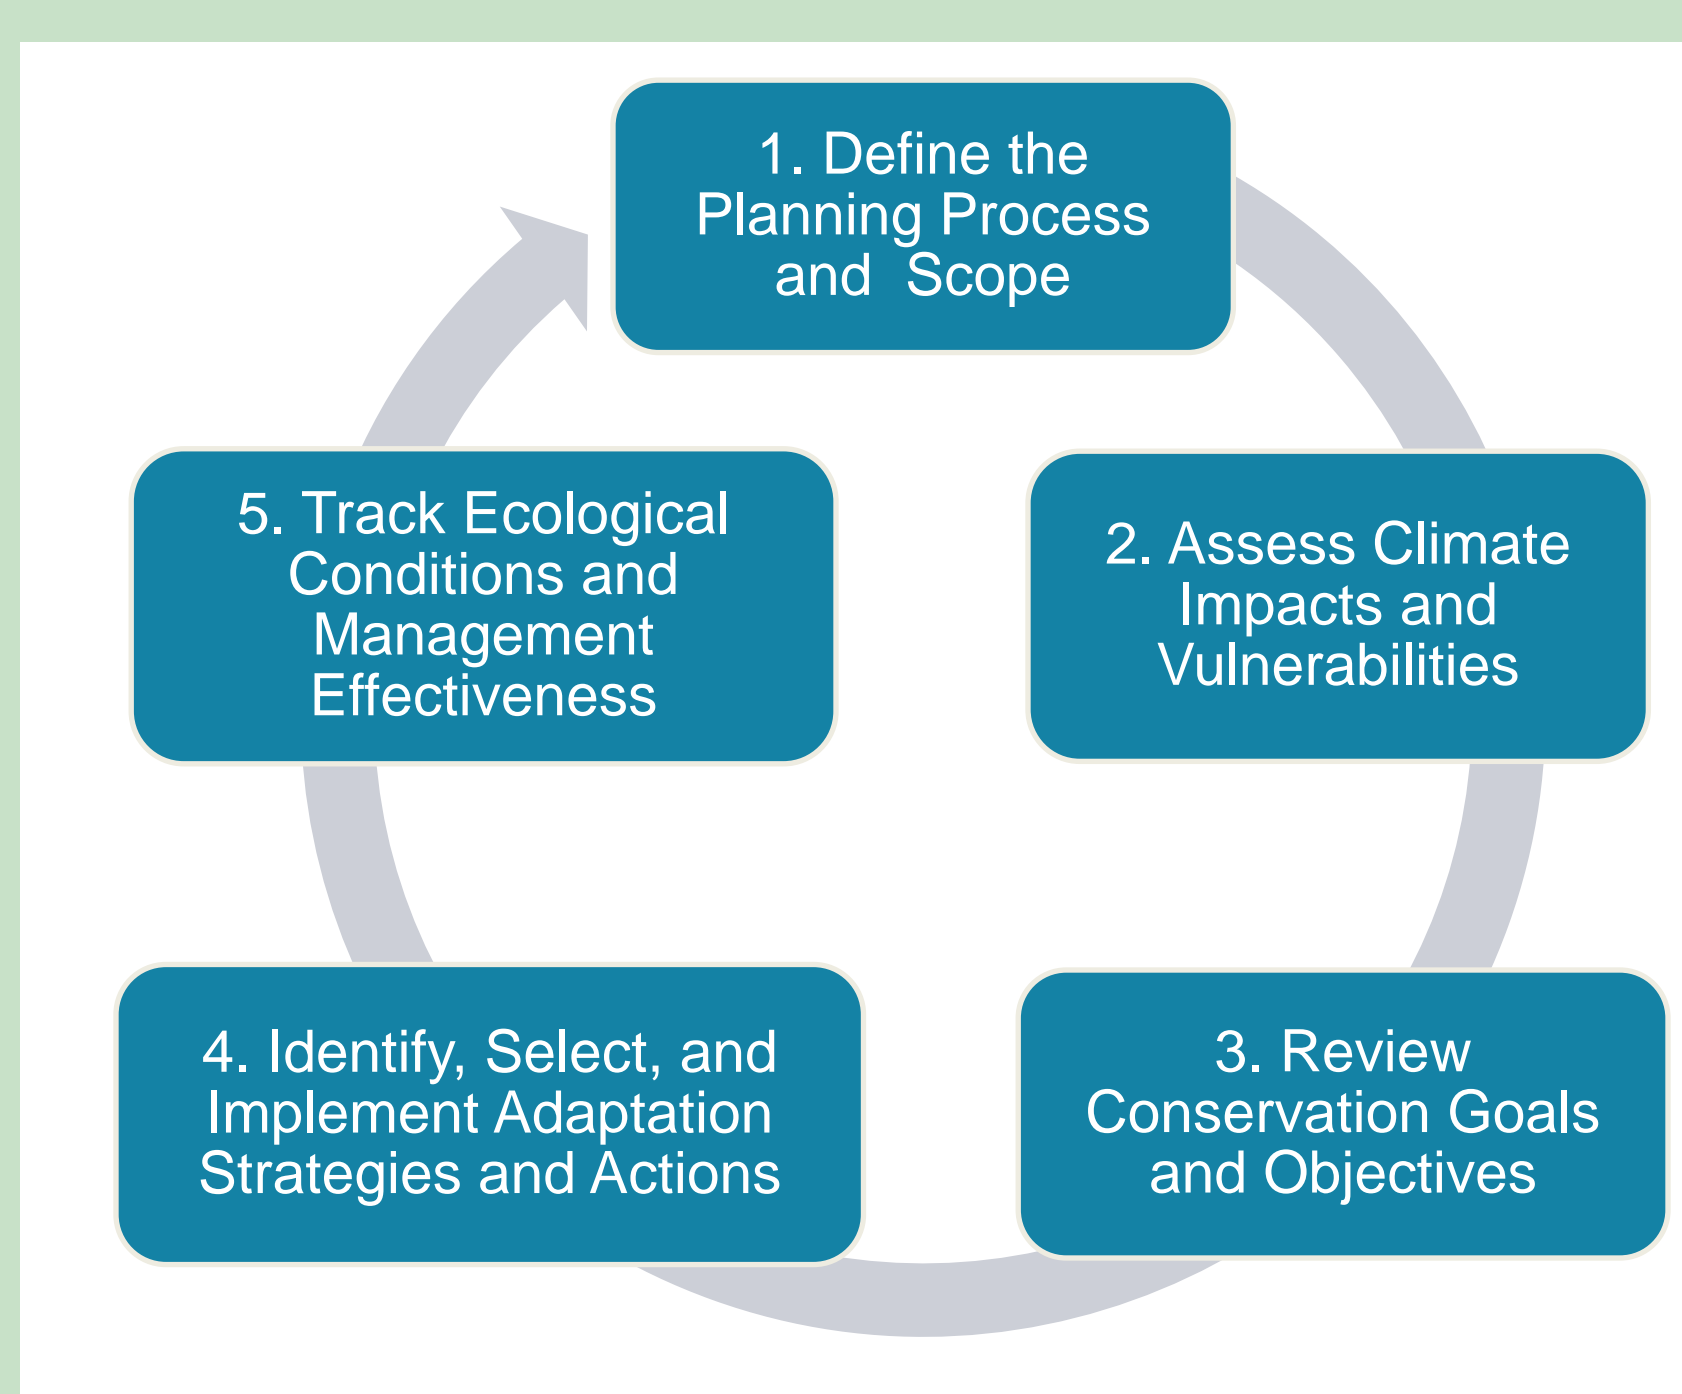 1. Define the
Planning Process
and  Scope
2. Assess Climate
Impacts and
Vulnerabilities
3. Review
Conservation Goals
and Objectives
4. Identify, Select, and
Implement Adaptation
Strategies and Actions
5. Track Ecological
Conditions and
Management
Effectiveness